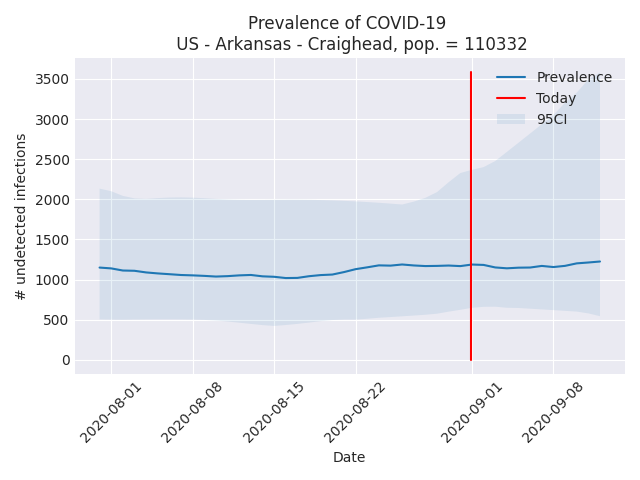 Prevalence of COVID-19
US - Arkansas - Craighead, pop. = 110332
# undetected infections
3500
3000
2500
2000
1500
1000
500
0
Prevalence
Today
95CI
2020-08-01
2020-08-08
2020-08-15
2020-08-22
2020-09-01
2020-09-08
Date